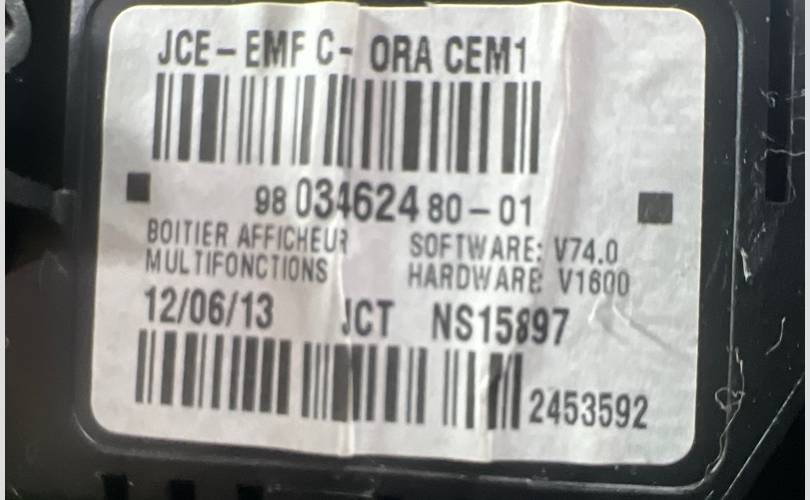 JCE-EMF C- ORA CEM1
98 034624 80-01
BOITIER AFFICHEUR SOFTWARE: V74.0
MULTIFONCTIONS HARDWARE: V1600
12/06/13 JCT NS15897
2453592